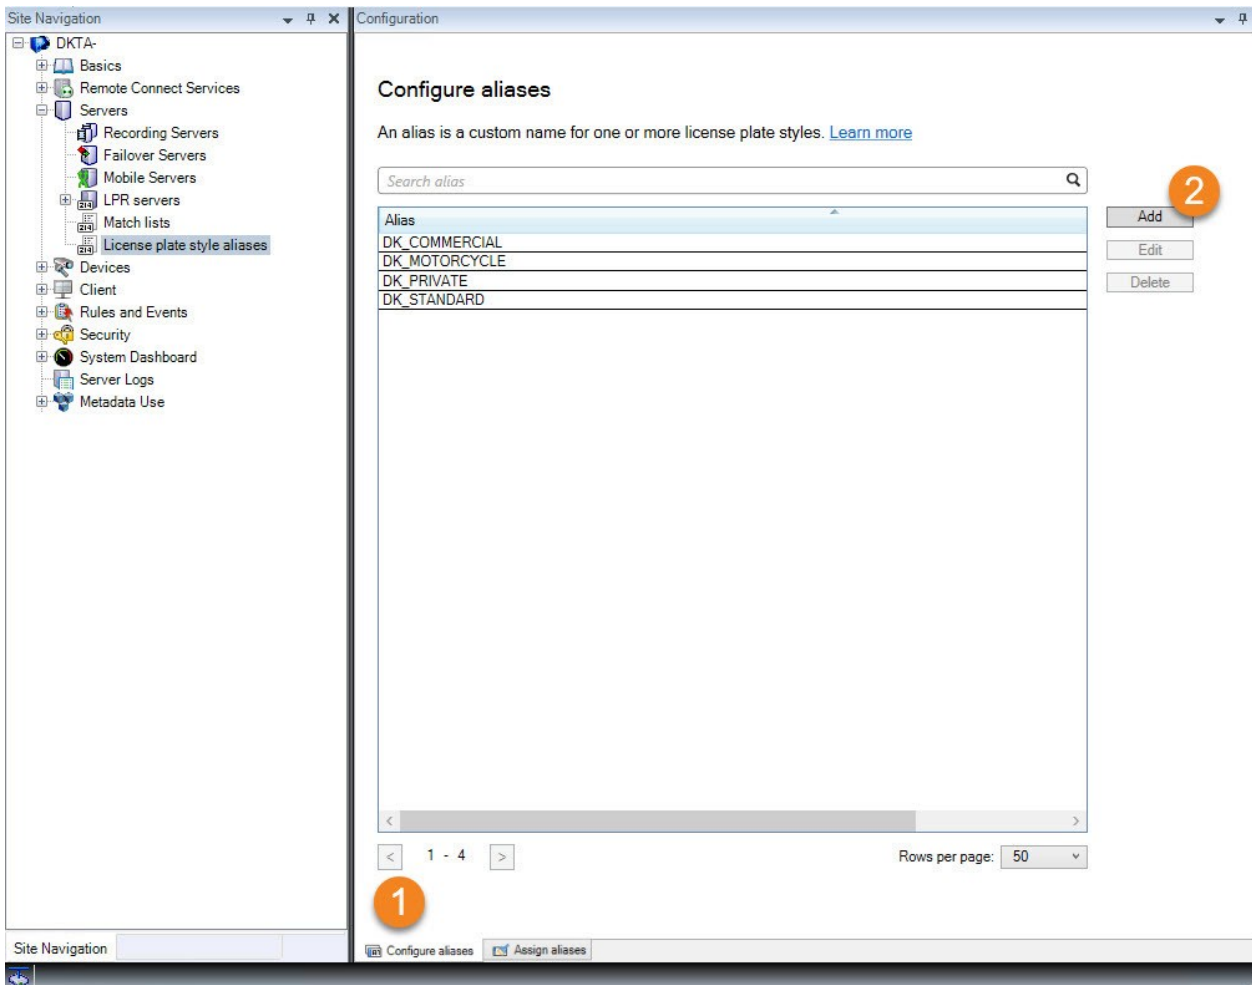 Site Navigation
DKTA-
Basics
Remote Connect Services
Servers
Recording Servers
Failover Servers
Mobile Servers
LPR servers
Match lists
License plate style aliases
Devices
Client
Rules and Events
Security
System Dashboard
Server Logs
Metadata Use
Site Navigation
Configuration
Configure aliases
An alias is a custom name for one or more license plate styles. Learn more
Search alias
2
Alias
Add
DK_COMMERCIAL
Edit
DK_MOTORCYCLE
DK_PRIVATE
Delete
DK_STANDARD
< 1 - 4 >
Rows per page: 50
1
Configure aliases
Assign aliases